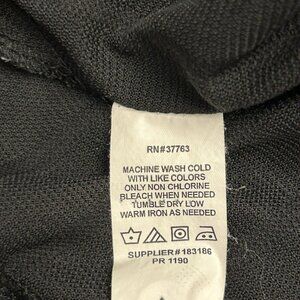 RN#37763
MACHINE WASH COLD
WITH LIKE COLORS
ONLY NON CHLORINE
BLEACH WHEN NEEDED
TUMBLE DRY LOW
WARM IRON AS NEEDED
SUPPLIER#183186
PR 1190